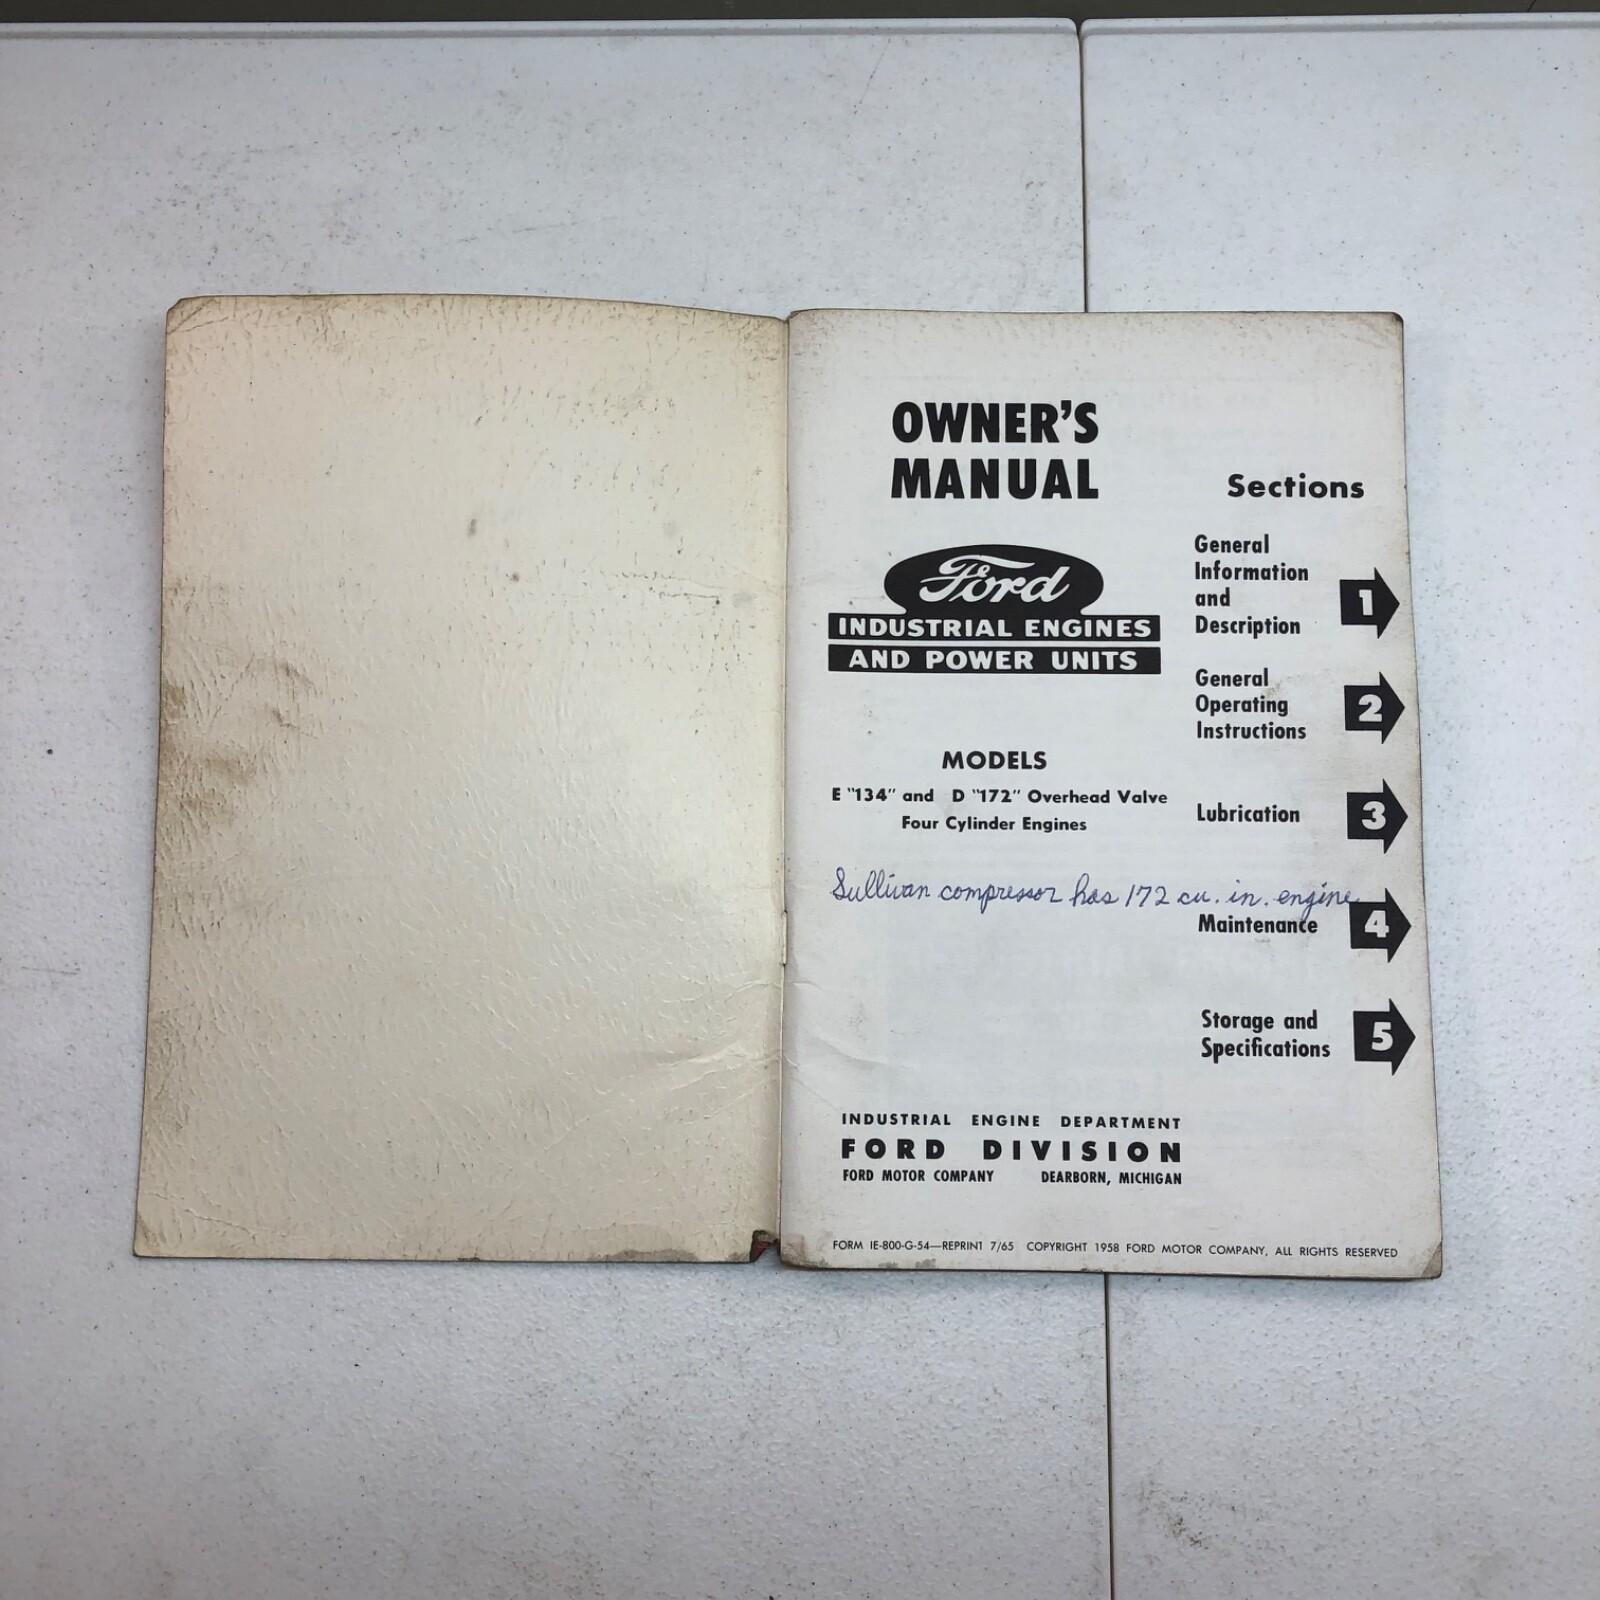 OWNER'S
MANUAL
Ford
INDUSTRIAL ENGINES
AND POWER UNITS
MODELS
E "134" and D "172" Overhead Valve
Four Cylinder Engines
Sullivan compressor has 172 cu. in. engine
Sections
General
Information
and
Description
1
General
Operating
Instructions
2
Lubrication
3
Maintenance
4
Storage and
Specifications
5
INDUSTRIAL ENGINE DEPARTMENT
FORD DIVISION
FORD MOTOR COMPANY DEARBORN, MICHIGAN
FORM IE-800-G-54—REPRINT 7/65 COPYRIGHT 1958 FORD MOTOR COMPANY, ALL RIGHTS RESERVED